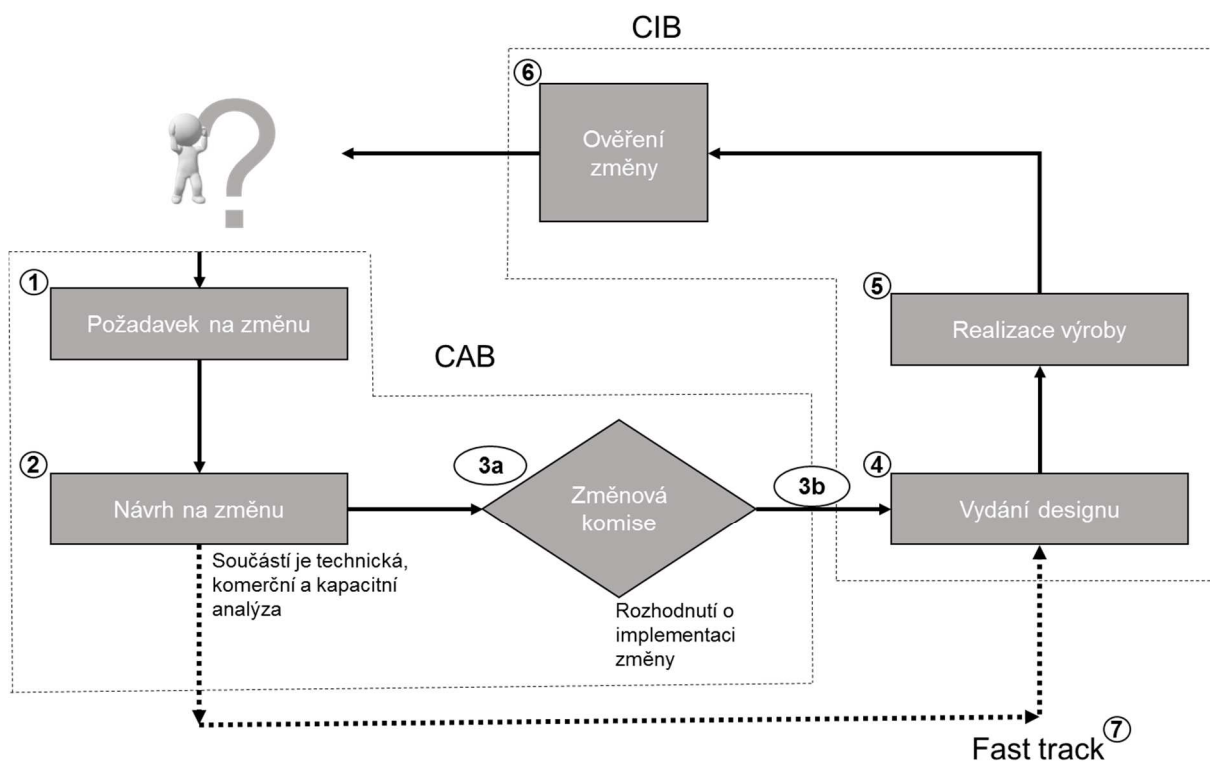 CIB
6
Ověření
změny
1
Požadavek na změnu
5
Realizace výroby
CAB
2
Návrh na změnu
3a
Změnová
komise
3b
4
Vydání designu
Součástí je technická,
komerční a kapacitní
analýza
Rozhodnutí o
implementaci
změny
Fast track 7